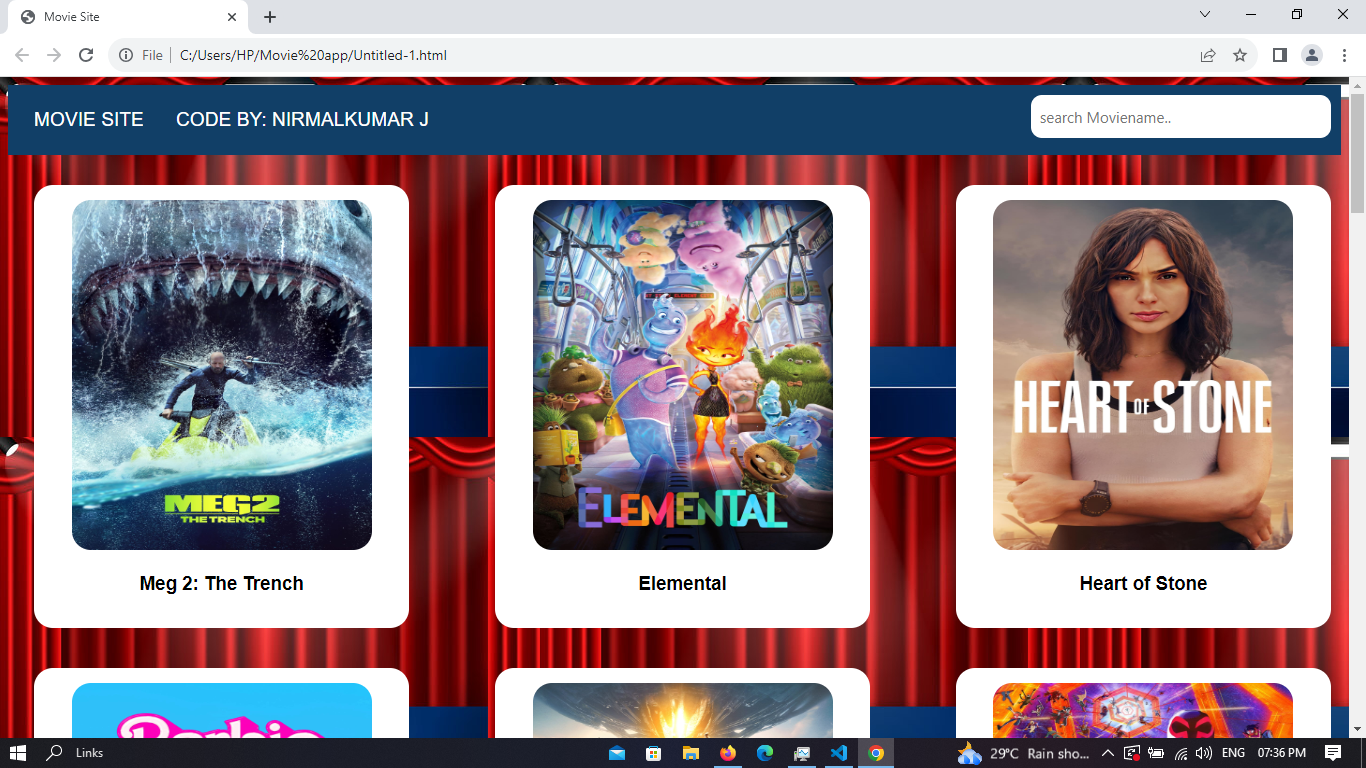 Movie Site
File
C:/Users/HP/Movie%20app/Untitled-1.html
MOVIE SITE CODE BY: NIRMALKUMAR J
search Moviename..
MEG2
THE TRENCH
ELEMENTAL
HEART OF STONE
Meg 2: The Trench
Elemental
Heart of Stone
Barbie
Links
29°C Rain sho...
ENG
07:36 PM